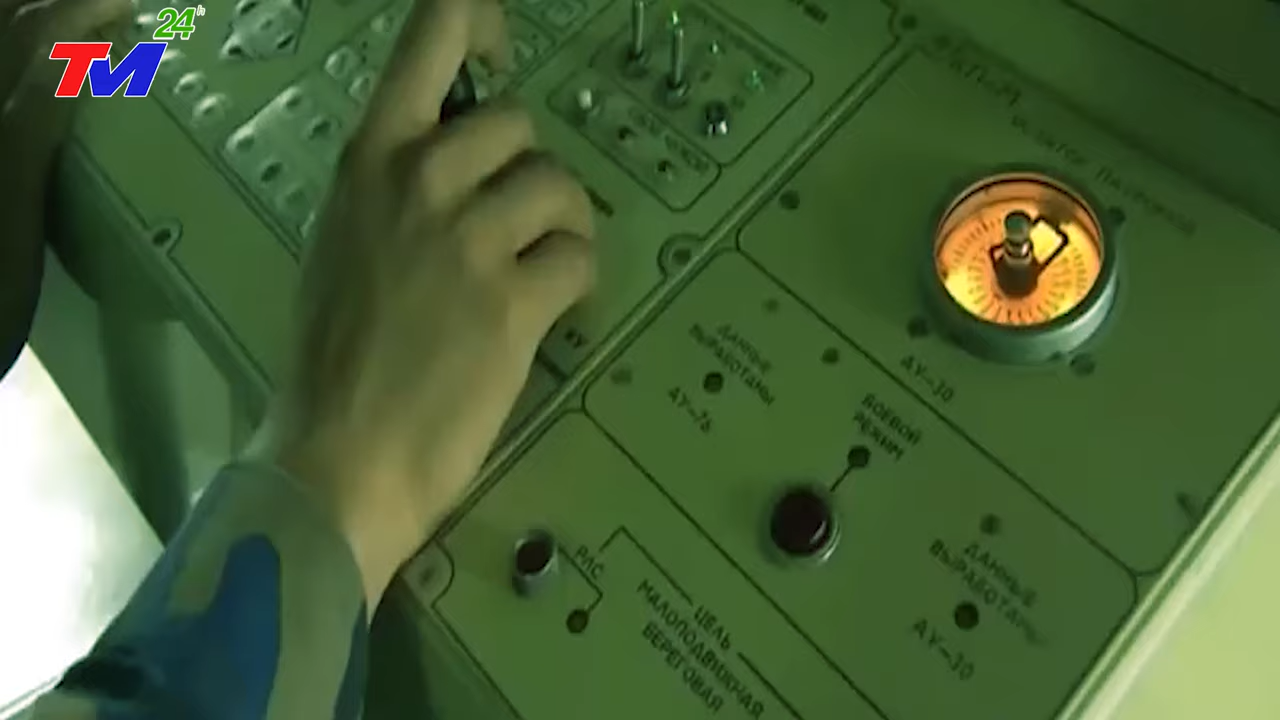 24h
TM
АУ-30
ДАННЫЕ
ВЫРАБОТАНЫ
АУ-76
БОЕВОЙ
РЕЖИМ
ДАННЫЕ
ВЫРАБОТАНЫ
АУ-30
РЛС
ЦЕЛЬ
МАЛОПОДВИЖНАЯ
БЕРЕГОВАЯ